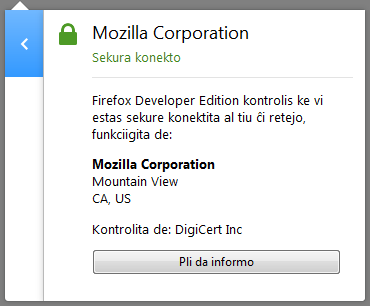 Mozilla Corporation
Sekura konekto
Firefox Developer Edition kontrolis ke vi
estas sekure konektita al tiu ĉi retejo,
funkciigita de:
Mozilla Corporation
Mountain View
CA, US
Kontrolita de: DigiCert Inc
Pli da informo